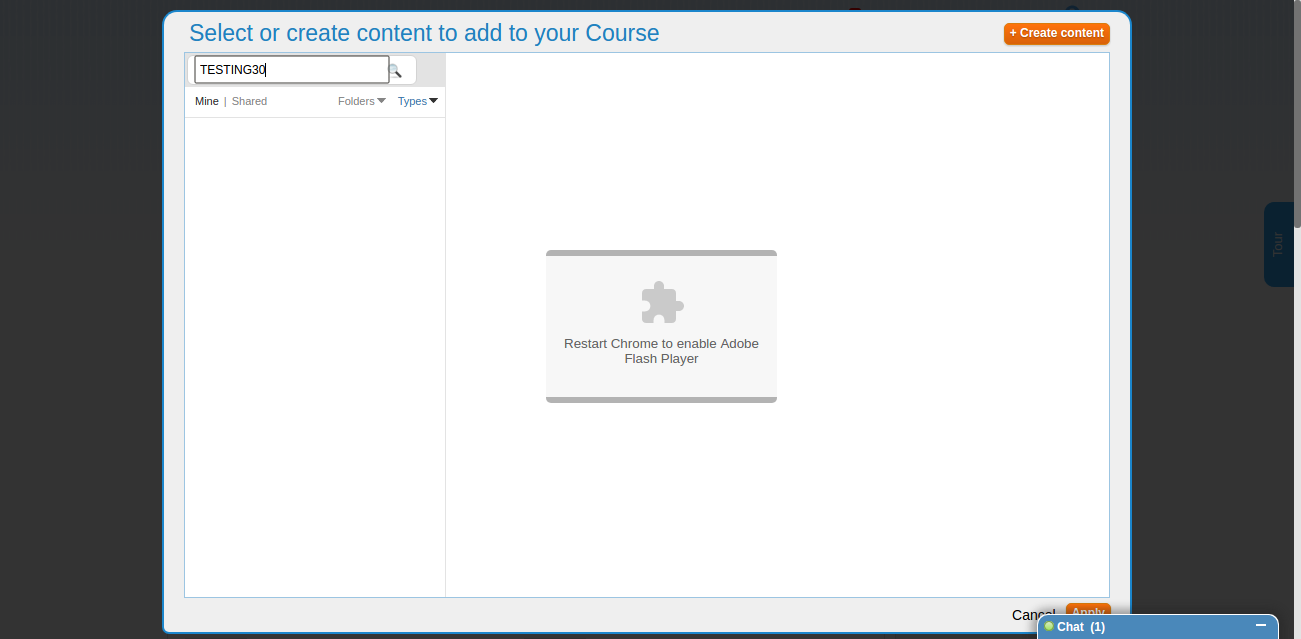 Select or create content to add to your Course
+ Create content
TESTING30
Mine | Shared Folders Types
Tour
Restart Chrome to enable Adobe
Flash Player
Cancel Apply
Chat (1)